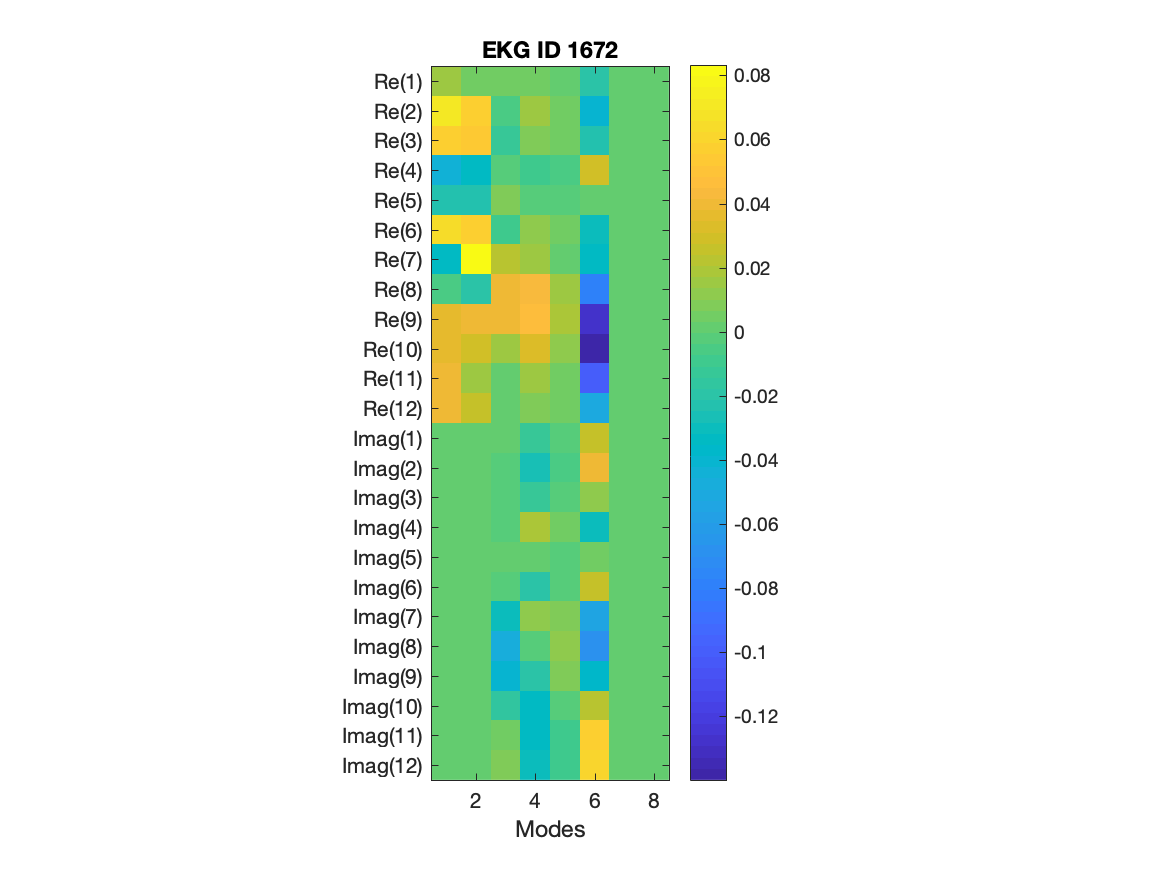 EKG ID 1672
Re(1)
Re(2)
Re(3)
Re(4)
Re(5)
Re(6)
Re(7)
Re(8)
Re(9)
Re(10)
Re(11)
Re(12)
Imag(1)
Imag(2)
Imag(3)
Imag(4)
Imag(5)
Imag(6)
Imag(7)
Imag(8)
Imag(9)
Imag(10)
Imag(11)
Imag(12)
2 4 6 8
Modes
0.08
0.06
0.04
0.02
0
-0.02
-0.04
-0.06
-0.08
-0.1
-0.12